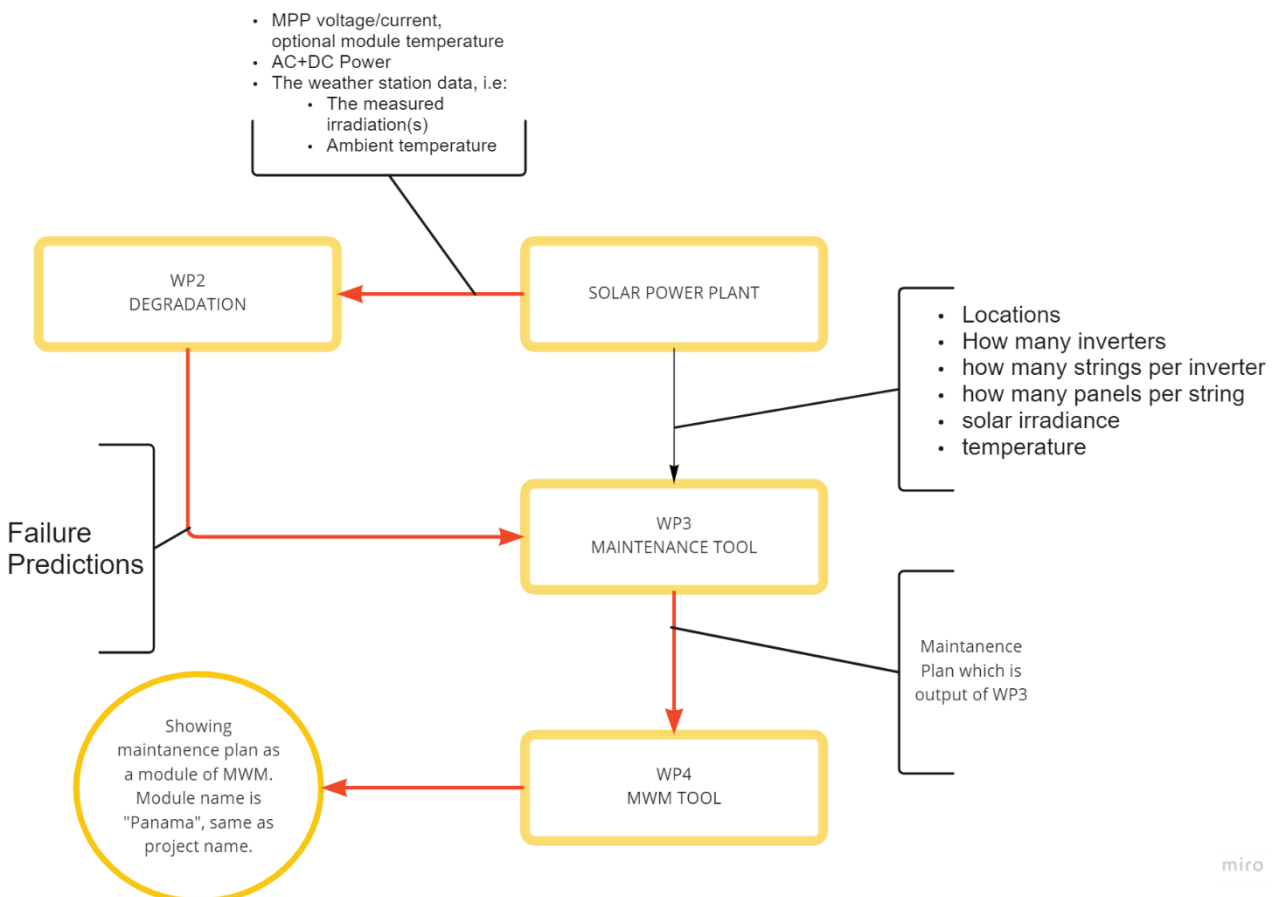 • MPP voltage/current,
optional module temperature
• AC+DC Power
• The weather station data, i.e:
• The measured
irradiation(s)
• Ambient temperature
WP2
DEGRADATION
SOLAR POWER PLANT
• Locations
• How many inverters
• how many strings per inverter
• how many panels per string
• solar irradiance
• temperature
Failure
Predictions
WP3
MAINTENANCE TOOL
Maintanence
Plan which is
output of WP3
Showing
maintanence plan as
a module of MWM.
Module name is
"Panama", same as
project name.
WP4
MWM TOOL
miro